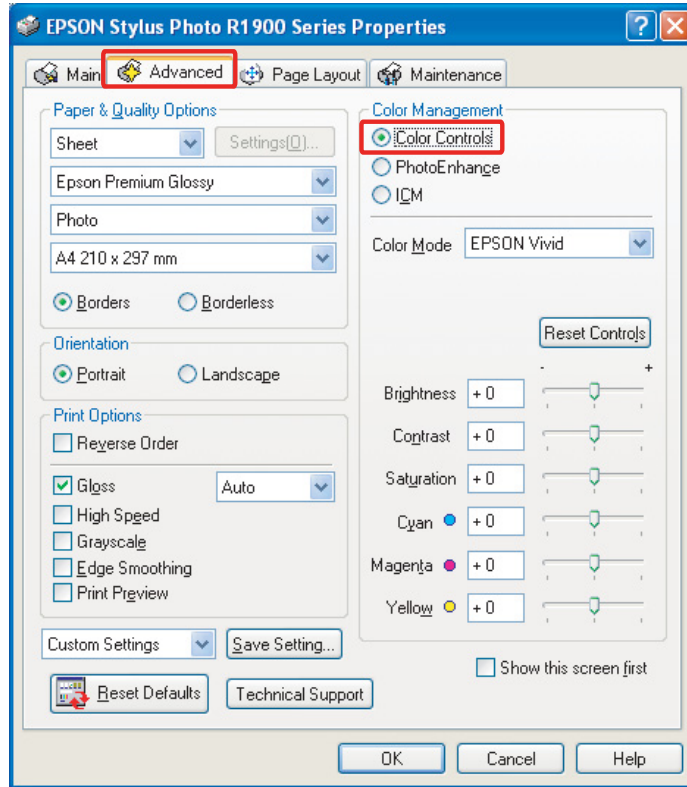 EPSON Stylus Photo R1900 Series Properties
Main Advanced Page Layout Maintenance
Paper & Quality Options
Sheet Settings(O)...
Epson Premium Glossy
Photo
A4 210 x 297 mm
Borders Borderless
Orientation
Portrait Landscape
Print Options
Reverse Order
Gloss Auto
High Speed
Grayscale
Edge Smoothing
Print Preview
Custom Settings Save Setting...
Reset Defaults Technical Support
Color Management
Color Controls
PhotoEnhance
ICM
Color Mode EPSON Vivid
Reset Controls
- +
Brightness + 0
Contrast + 0
Saturation + 0
Cyan + 0
Magenta + 0
Yellow + 0
Show this screen first
OK Cancel Help